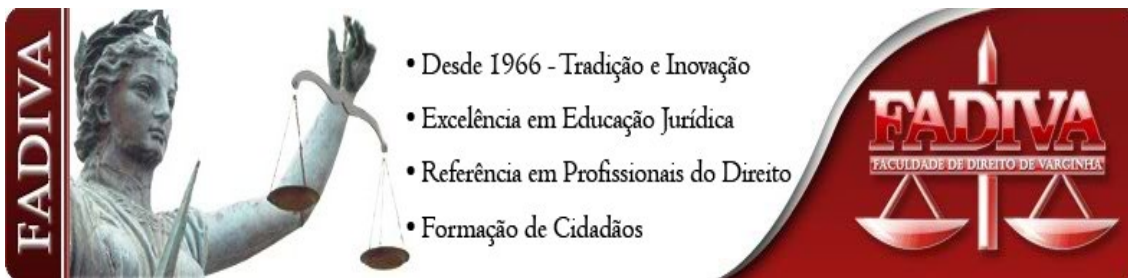 FADIVA
• Desde 1966 - Tradição e Inovação
• Excelência em Educação Jurídica
• Referência em Profissionais do Direito
• Formação de Cidadãos
FADIVA
FACULDADE DE DIREITO DE VARGINHA